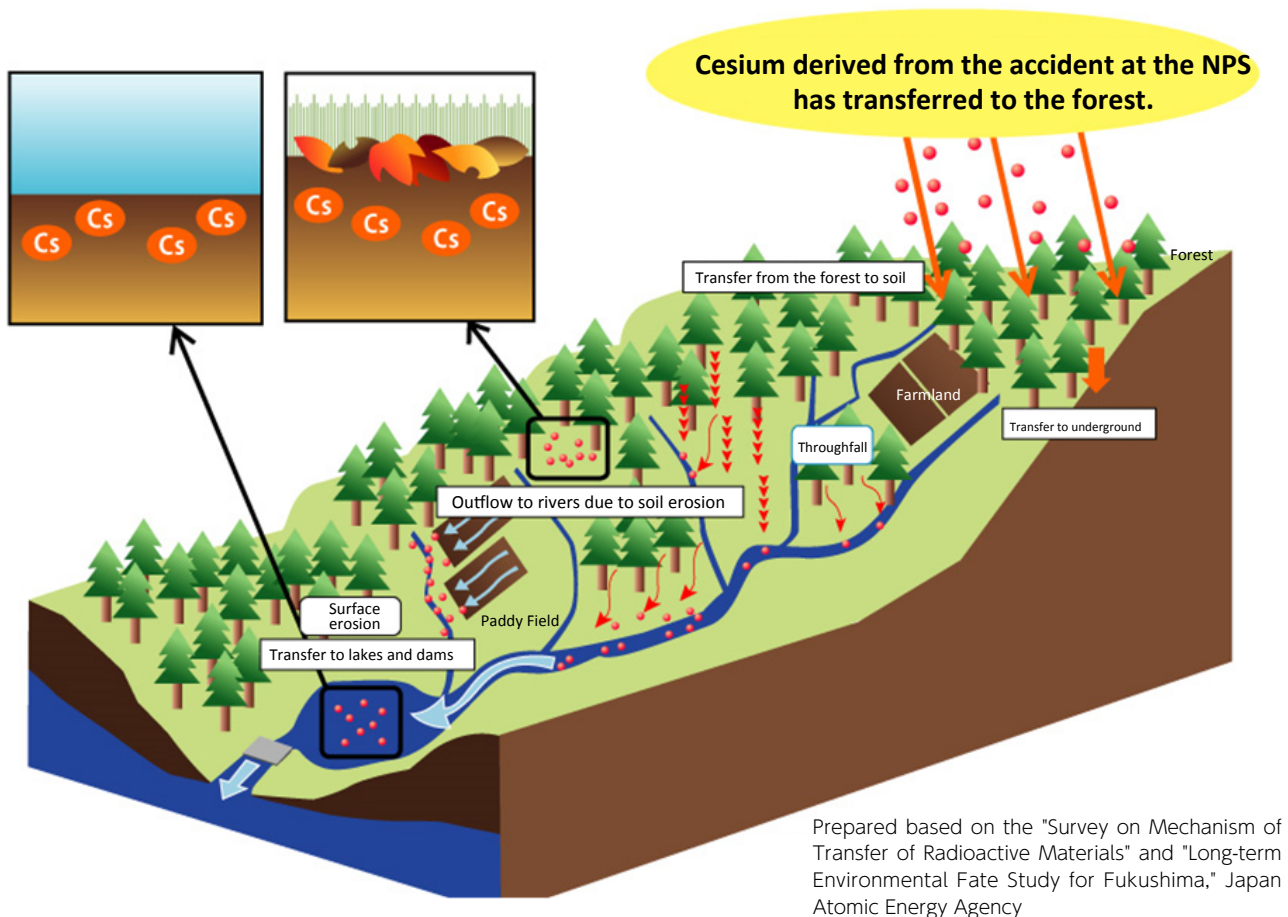 Cesium derived from the accident at the NPS
has transferred to the forest.
Cs
Cs
Cs
Cs
Cs
Cs
Cs
Cs
Forest
Transfer from the forest to soil
Farmland
Transfer to underground
Throughfall
Outflow to rivers due to soil erosion
Surface
erosion
Paddy Field
Transfer to lakes and dams
Prepared based on the "Survey on Mechanism of
Transfer of Radioactive Materials" and "Long-term
Environmental Fate Study for Fukushima," Japan
Atomic Energy Agency